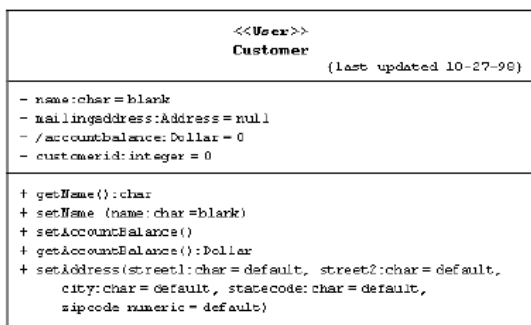 <<User>>
Customer
(last updated 10-27-98)
- name:char = blank
- mailingaddress:Address = null
- /accountbalance:Dollar = 0
- customerid:integer = 0
+ getName():char
+ setName (name:char =blank)
+ setAccountBalance()
+ getAccountBalance():Dollar
+ setAddress(street1:char = default, street2:char = default,
city:char = default, statecode:char = default,
zipcode numeric = default)